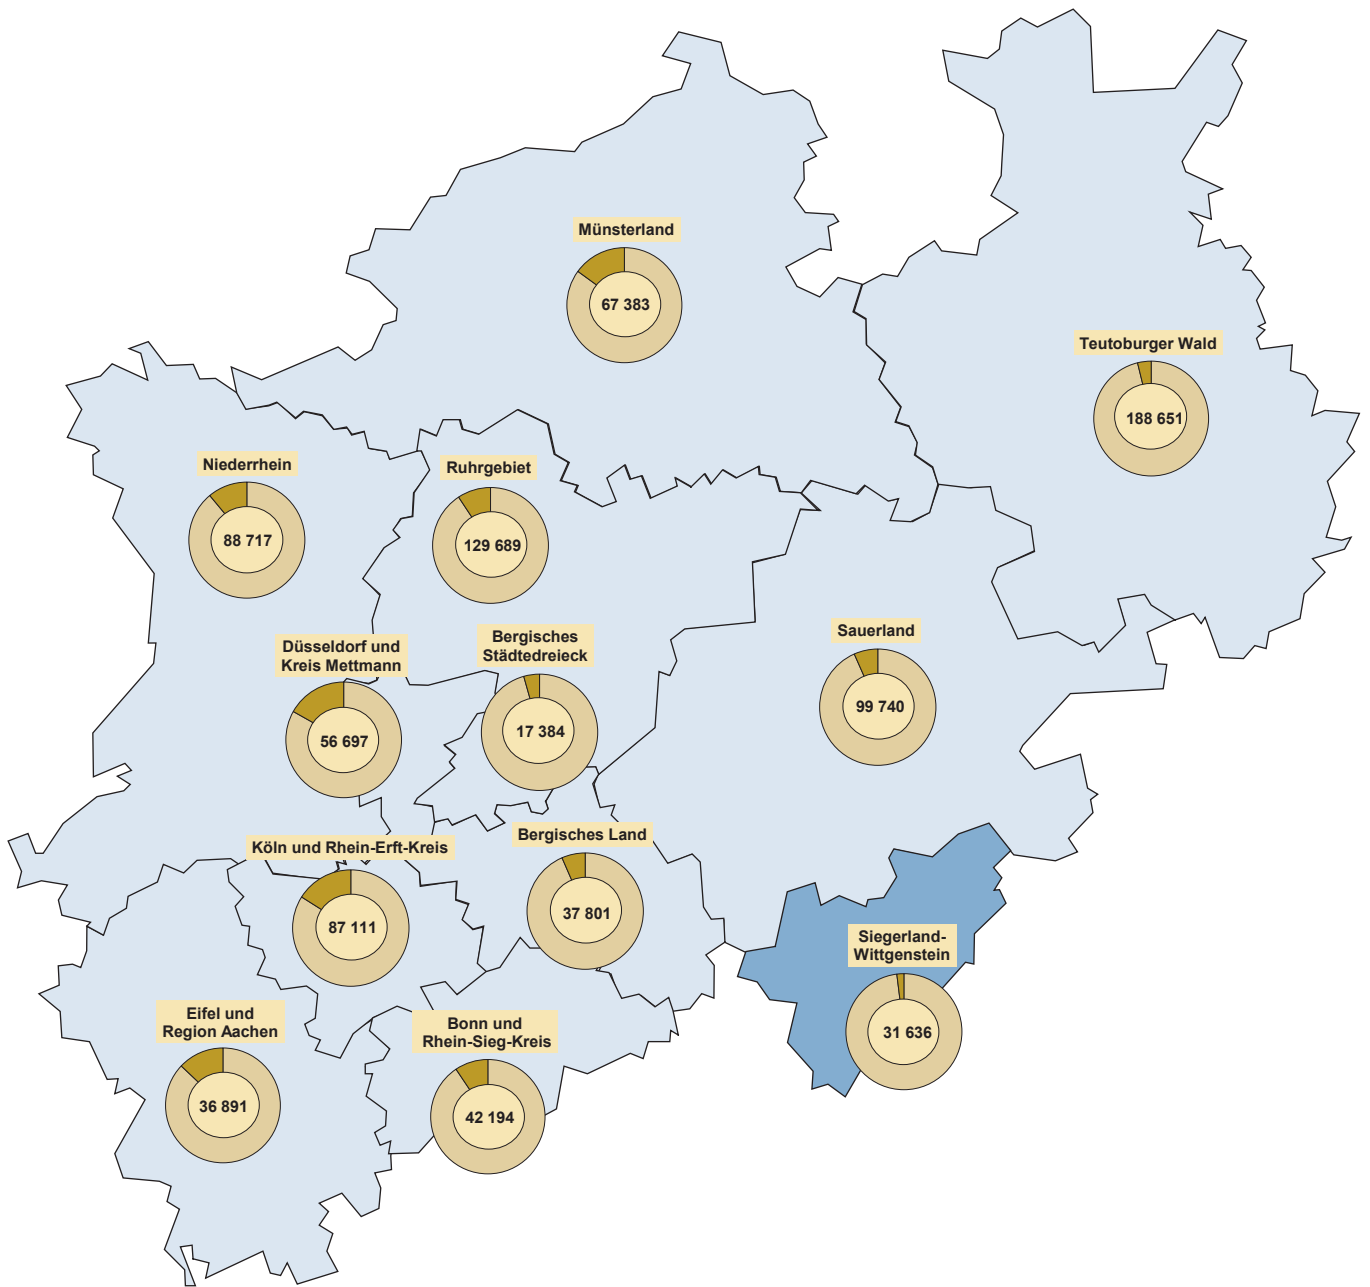 Münsterland
67 383
Teutoburger Wald
188 651
Niederrhein
88 717
Ruhrgebiet
129 689
Düsseldorf und
Kreis Mettmann
56 697
Bergisches
Städtedreieck
17 384
Sauerland
99 740
Köln und Rhein-Erft-Kreis
87 111
Bergisches Land
37 801
Siegerland-
Wittgenstein
31 636
Eifel und
Region Aachen
36 891
Bonn und
Rhein-Sieg-Kreis
42 194